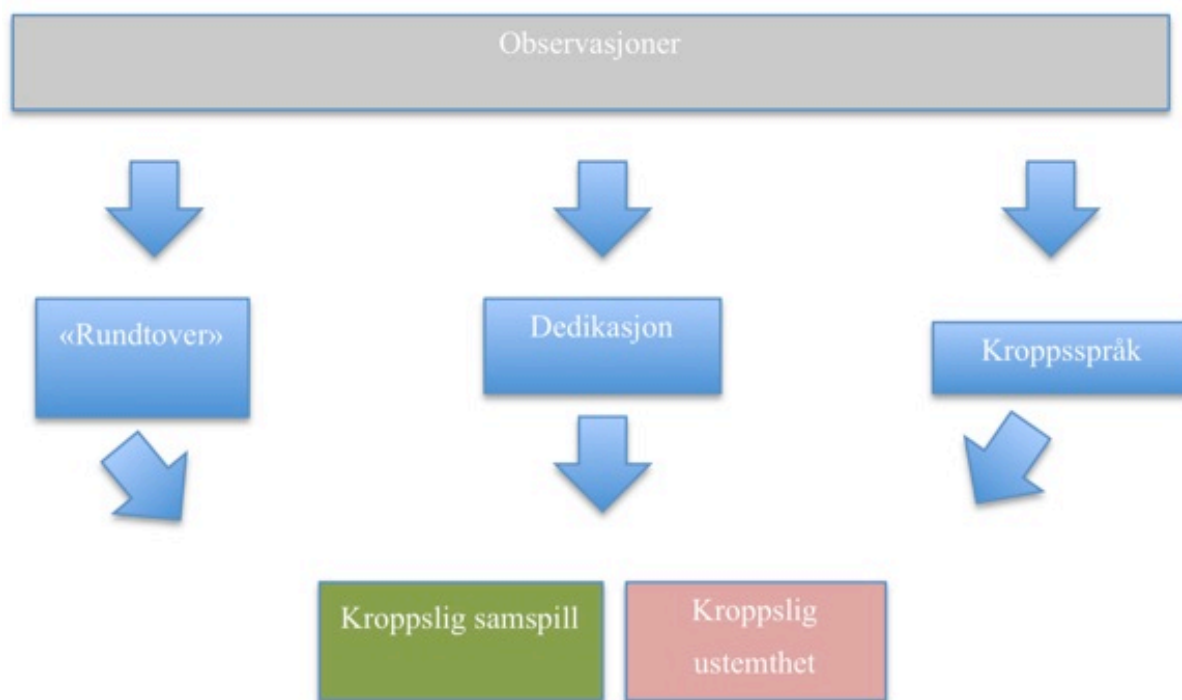 Observasjoner
«Rundtover»
Dedikasjon
Kroppsspråk
Kroppslig samspill
Kroppslig
ustemthet